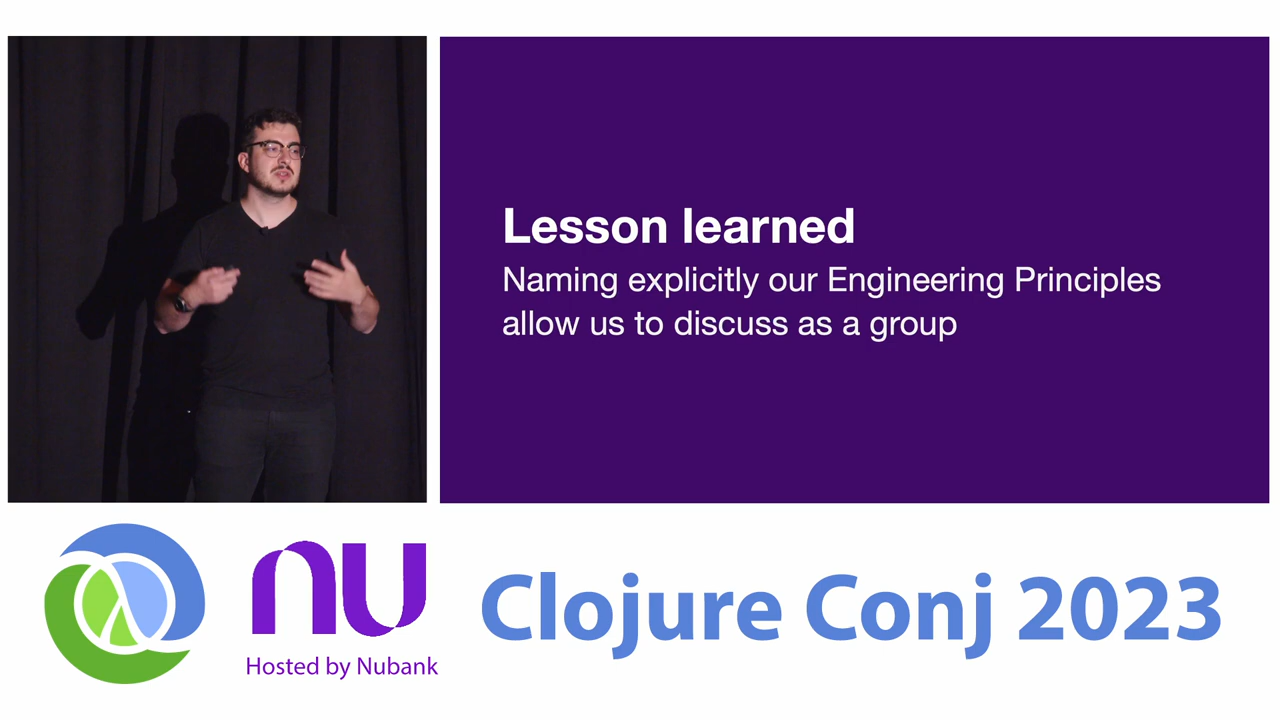 Lesson learned
Naming explicitly our Engineering Principles
allow us to discuss as a group
nu
Hosted by Nubank
Clojure Conj 2023